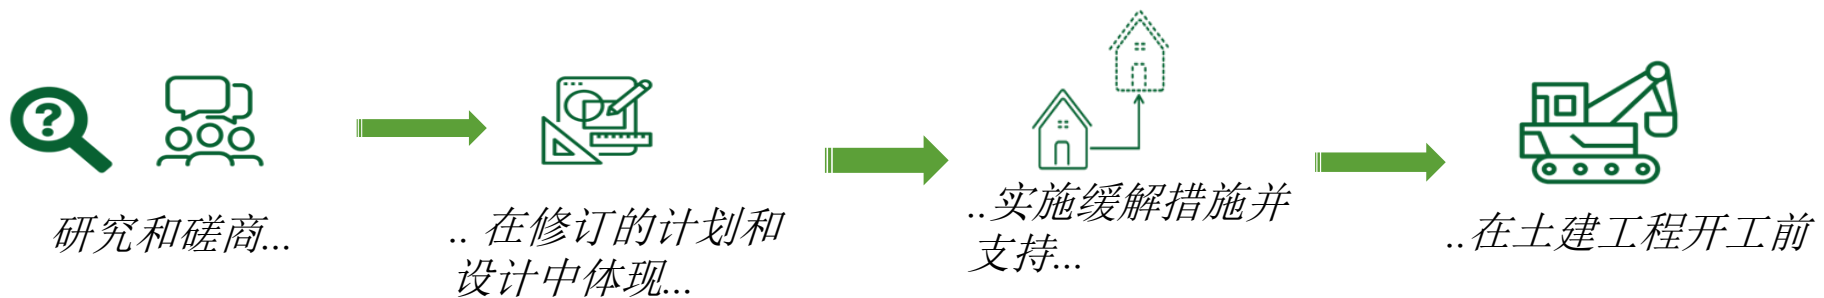 研究和磋商...
.. 在修订的计划和
设计中体现...
..实施缓解措施并
支持...
..在土建工程开工前